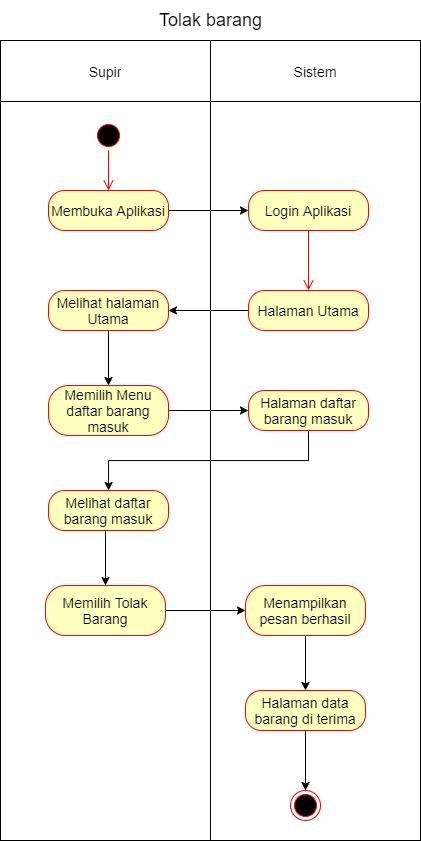 Tolak barang
Supir
Sistem
Membuka Aplikasi
Login Aplikasi
Melihat halaman
Utama
Halaman Utama
Memilih Menu
daftar barang
masuk
Halaman daftar
barang masuk
Melihat daftar
barang masuk
Memilih Tolak
Barang
Menampilkan
pesan berhasil
Halaman data
barang di terima